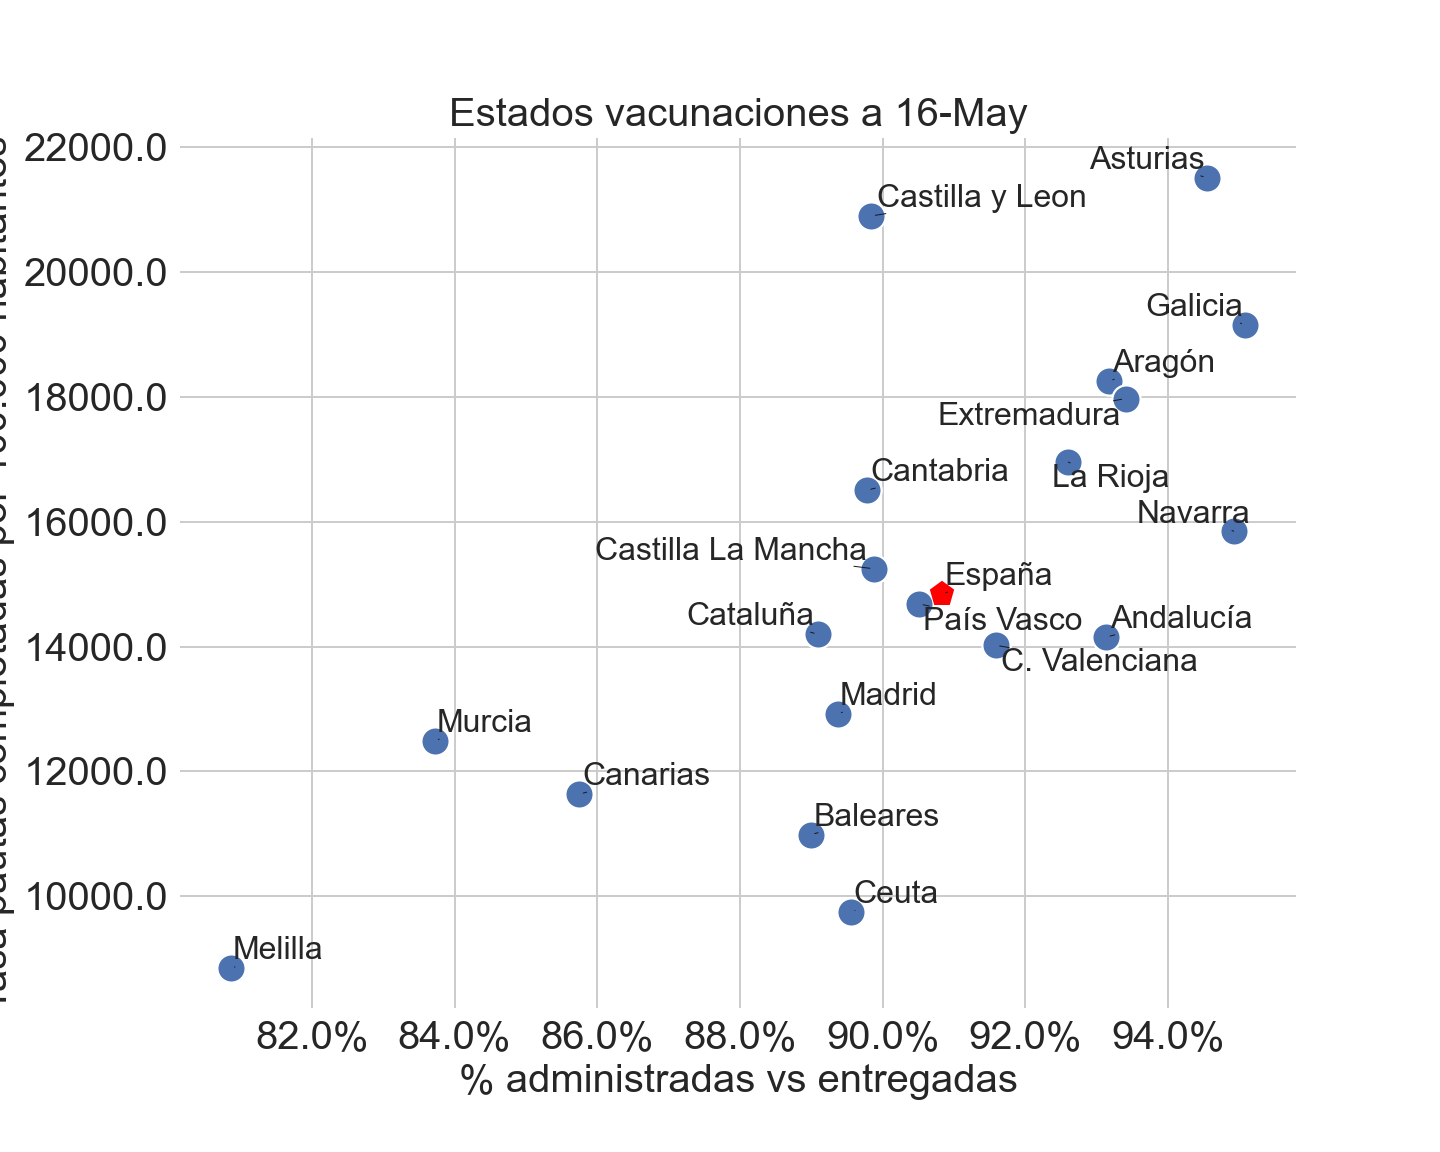 Estados vacunaciones a 16-May
22000.0
20000.0
18000.0
16000.0
14000.0
12000.0
10000.0
Asturias
Castilla y Leon
Galicia
Aragón
Extremadura
Cantabria
La Rioja
Navarra
Castilla La Mancha
España
Cataluña
País Vasco
Andalucía
C. Valenciana
Madrid
Murcia
Canarias
Baleares
Ceuta
Melilla
82.0% 84.0% 86.0% 88.0% 90.0% 92.0% 94.0%
% administradas vs entregadas